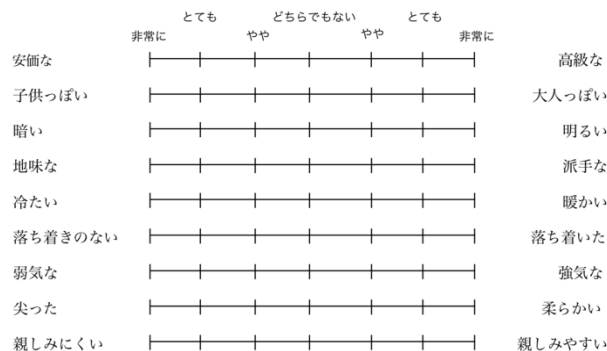 とても どちらでもない とても
非常に やや やや 非常に
安価な 高級な
子供っぽい 大人っぽい
暗い 明るい
地味な 派手な
冷たい 暖かい
落ち着きのない 落ち着いた
弱気な 強気な
尖った 柔らかい
親しみにくい 親しみやすい